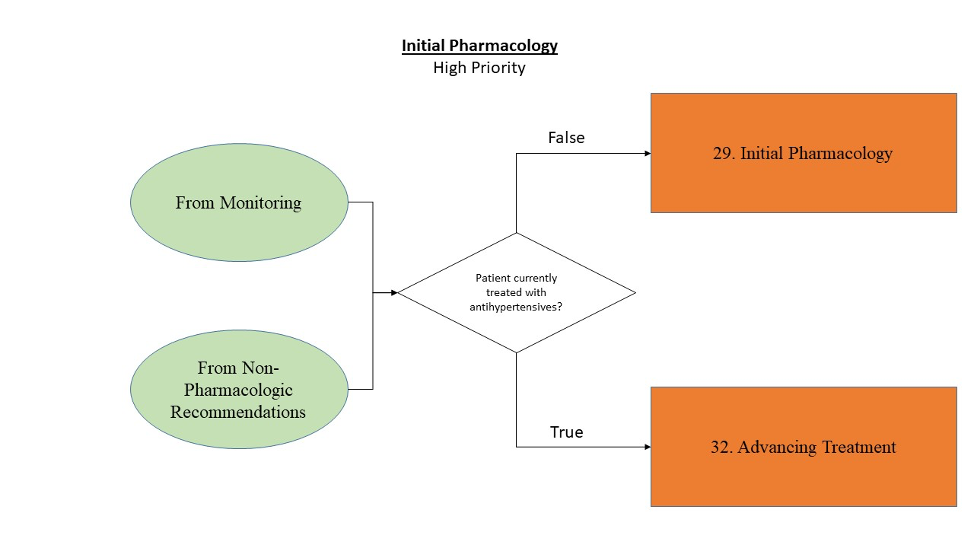 Initial Pharmacology
High Priority
False
29. Initial Pharmacology
From Monitoring
Patient currently
treated with
antihypertensives?
From Non-
Pharmacologic
Recommendations
True
32. Advancing Treatment